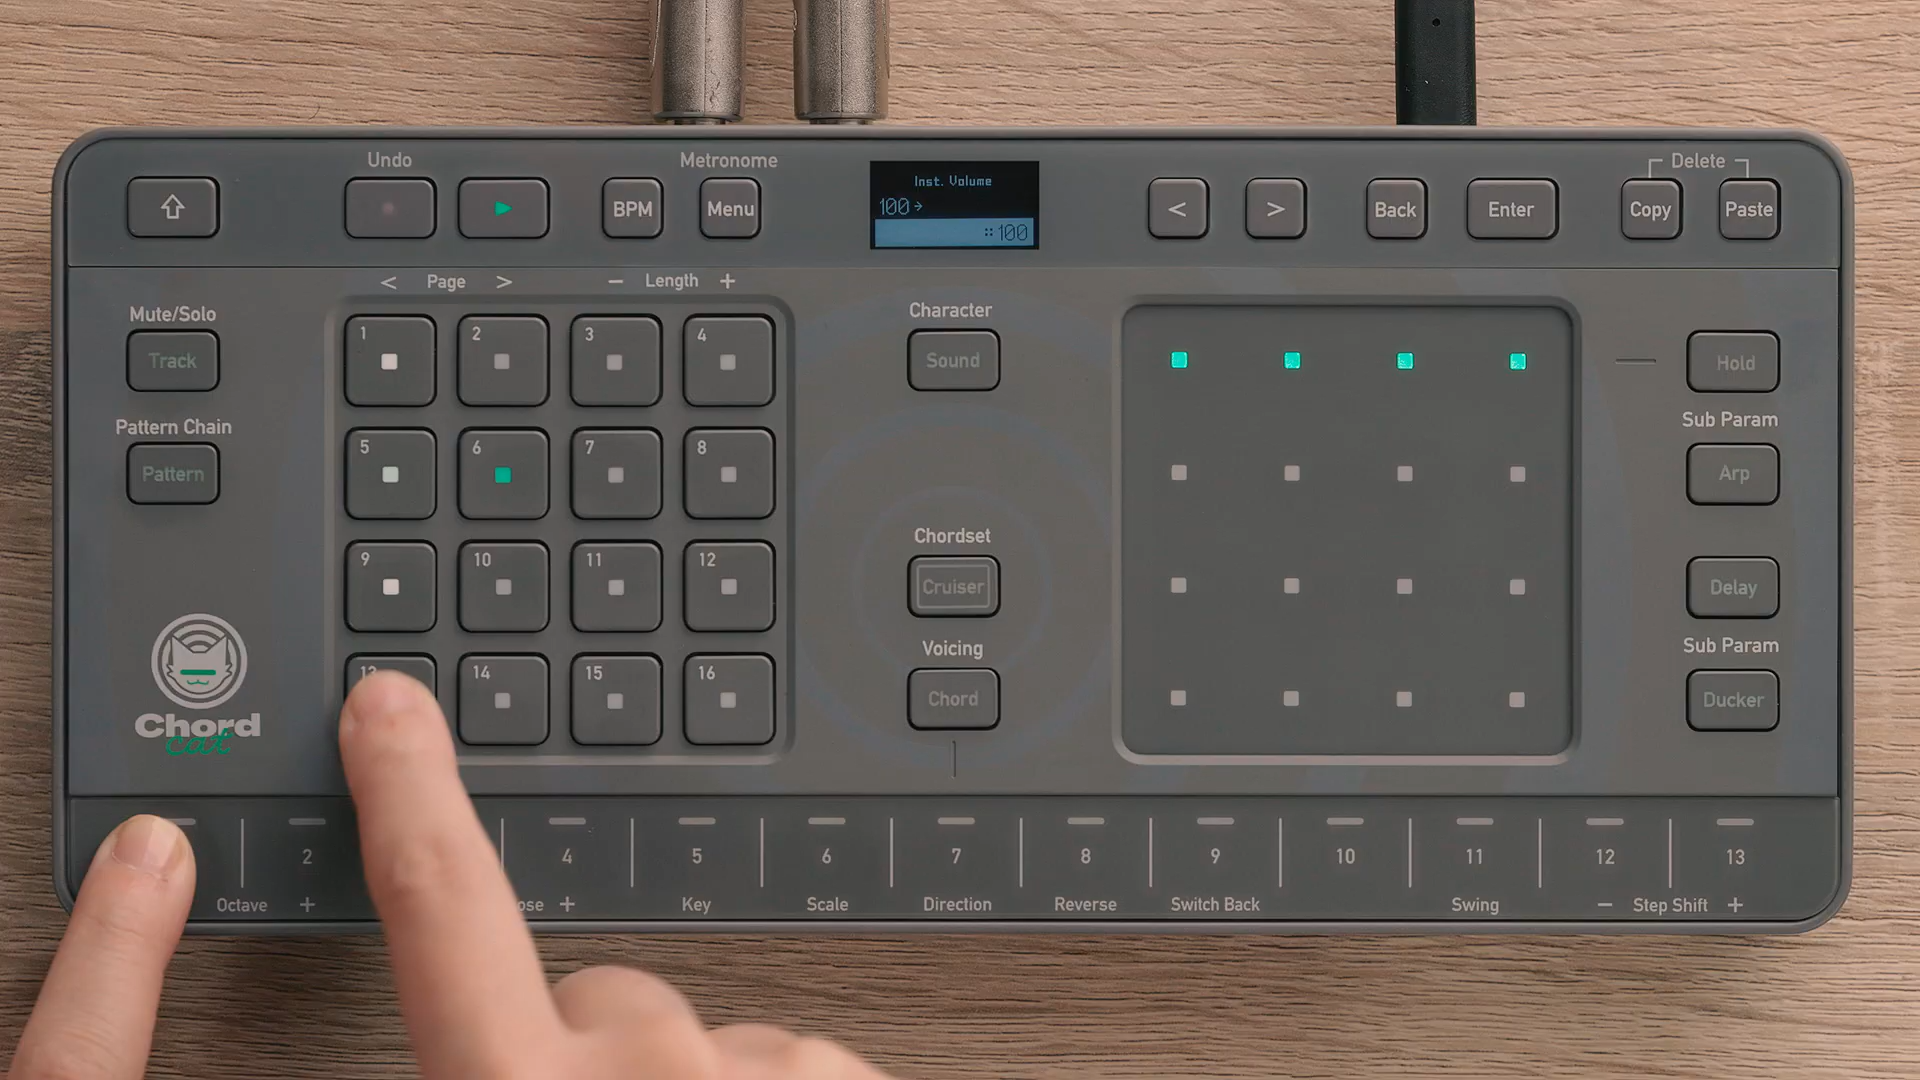 Undo
Metronome
BPM
Menu
Inst. Volume
100→
::100
<
>
Back
Enter
Delete
Copy
Paste
< Page >
− Length +
Mute/Solo
Track
Pattern Chain
Pattern
1
2
3
4
5
6
7
8
9
10
11
12
13
14
15
16
Character
Sound
Chordset
Cruiser
Voicing
Chord
Hold
Sub Param
Arp
Delay
Sub Param
Ducker
Chord
cat
2
4
5
6
7
8
9
10
11
12
13
Octave +
ose +
Key
Scale
Direction
Reverse
Switch Back
Swing
− Step Shift +